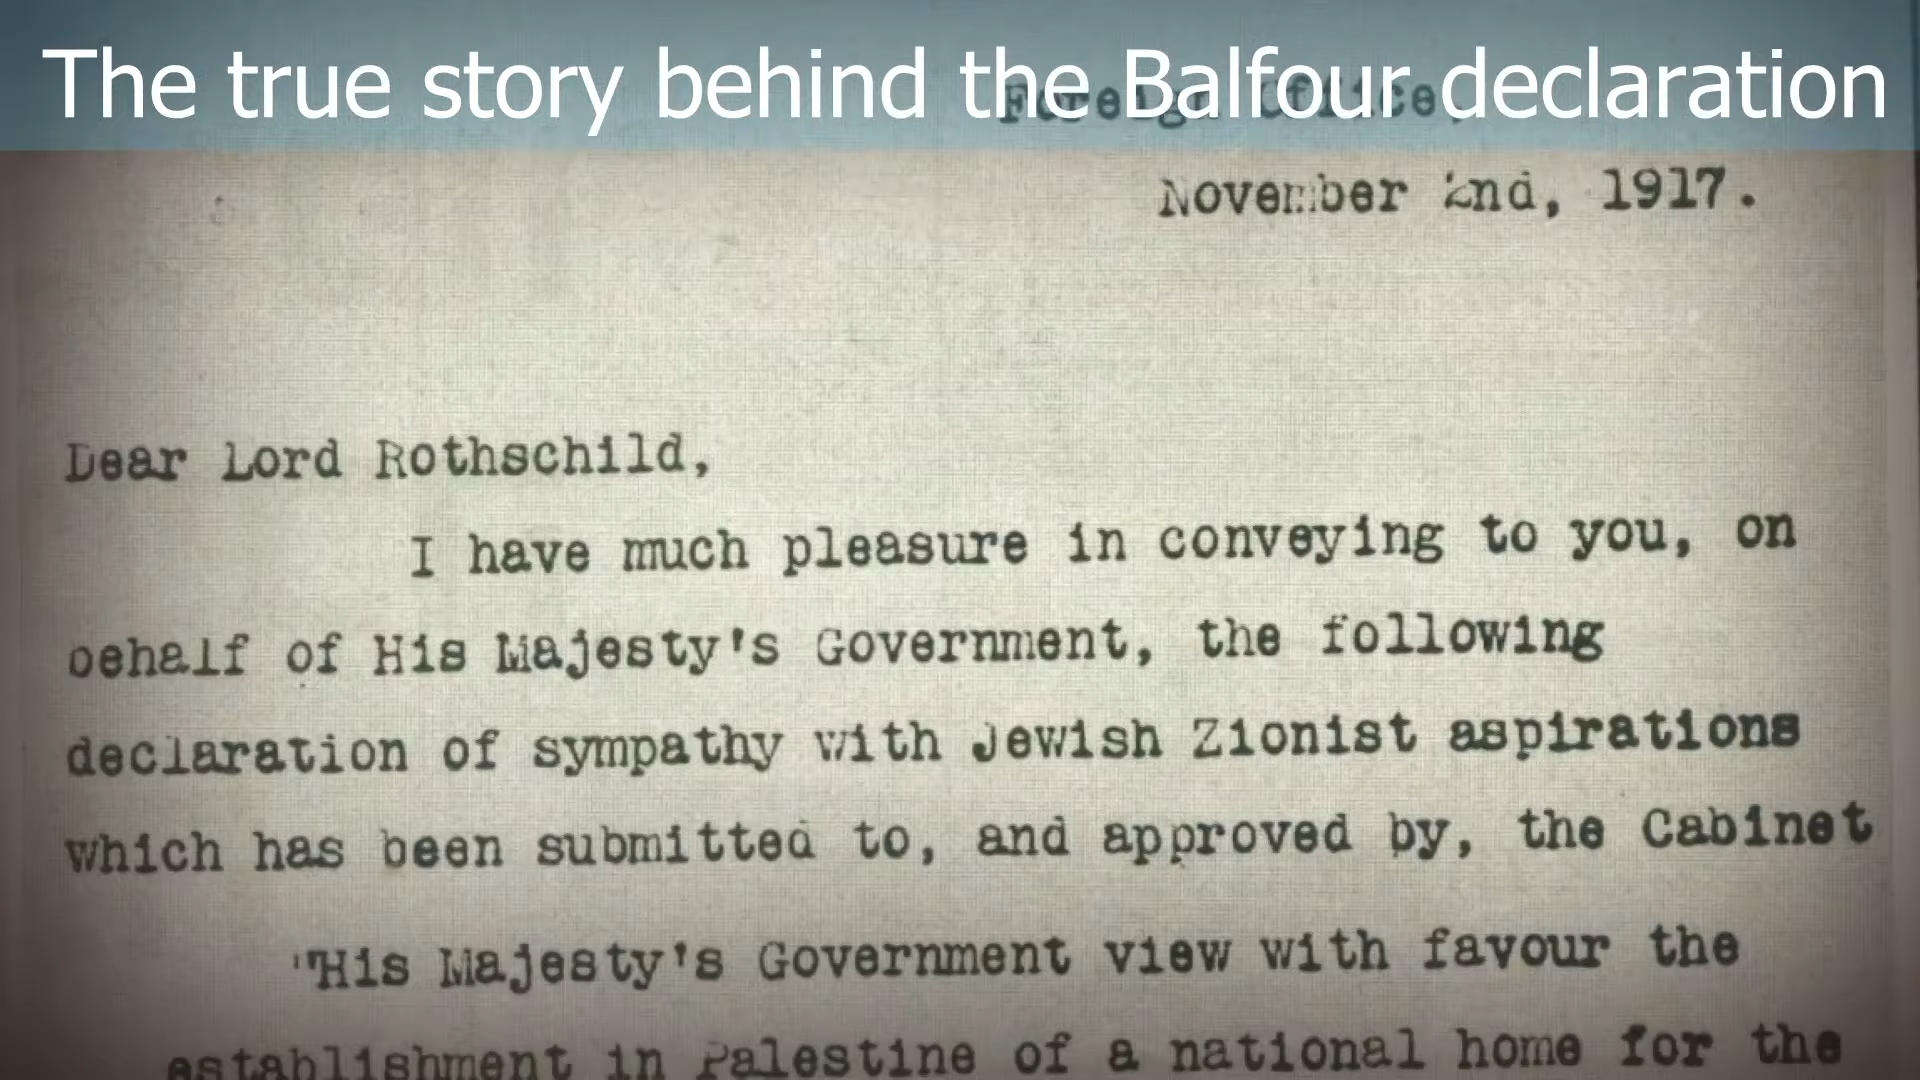 The true story behind the Balfour declaration
Foreign Office,
November 2nd, 1917.
Dear Lord Rothschild,
I have much pleasure in conveying to you, on
behalf of His Majesty's Government, the following
declaration of sympathy with Jewish Zionist aspirations
which has been submitted to, and approved by, the Cabinet
"His Majesty's Government view with favour the
establishment in Palestine of a national home for the